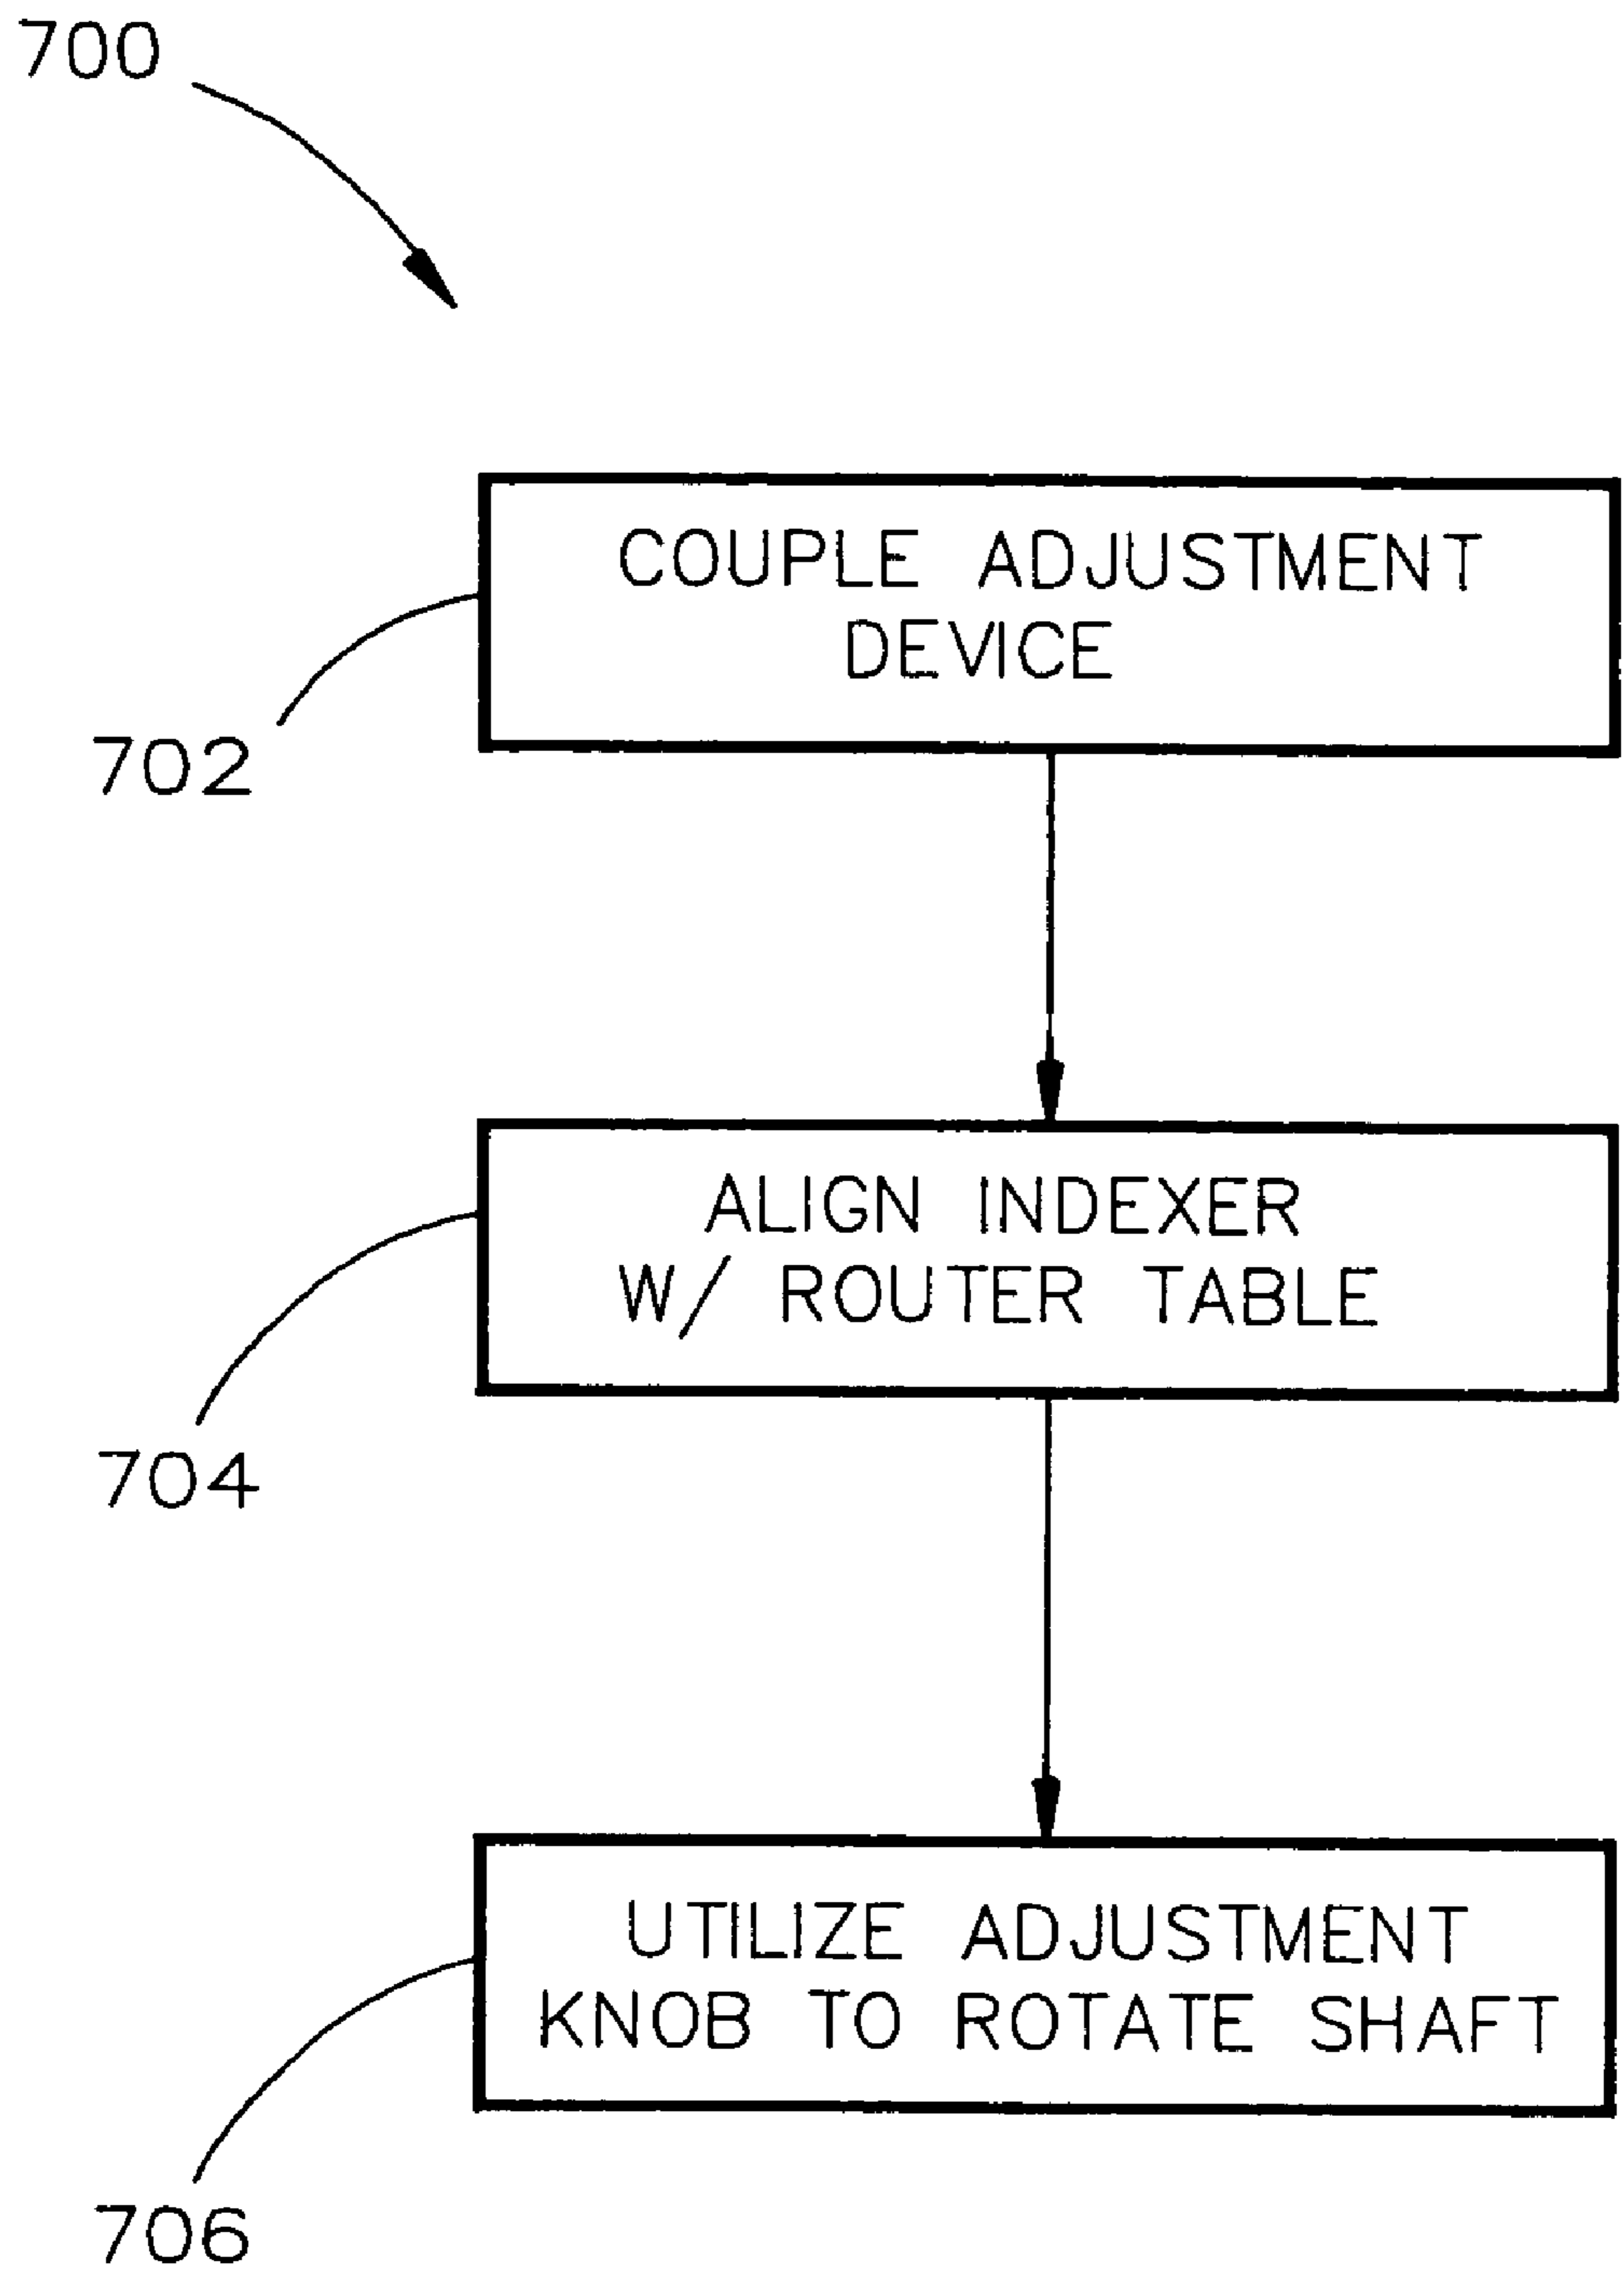 700
COUPLE ADJUSTMENT
DEVICE
702
ALIGN INDEXER
W/ ROUTER TABLE
704
UTILIZE ADJUSTMENT
KNOB TO ROTATE SHAFT
706